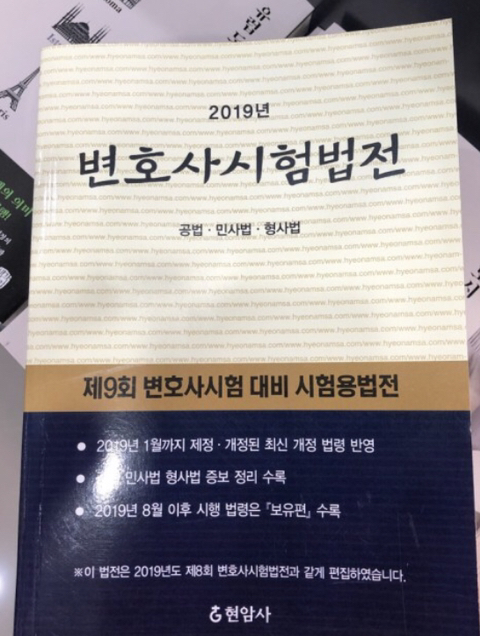 2019년
변호사시험법전
공법 · 민사법 · 형사법
제9회 변호사시험 대비 시험용법전
● 2019년 1월까지 제정 · 개정된 최신 개정 법령 반영
● 민사법 형사법 증보 정리 수록
● 2019년 8월 이후 시행 법령은 『보유편』 수록
※이 법전은 2019년도 제8회 변호사시험법전과 같게 편집하였습니다.
현암사